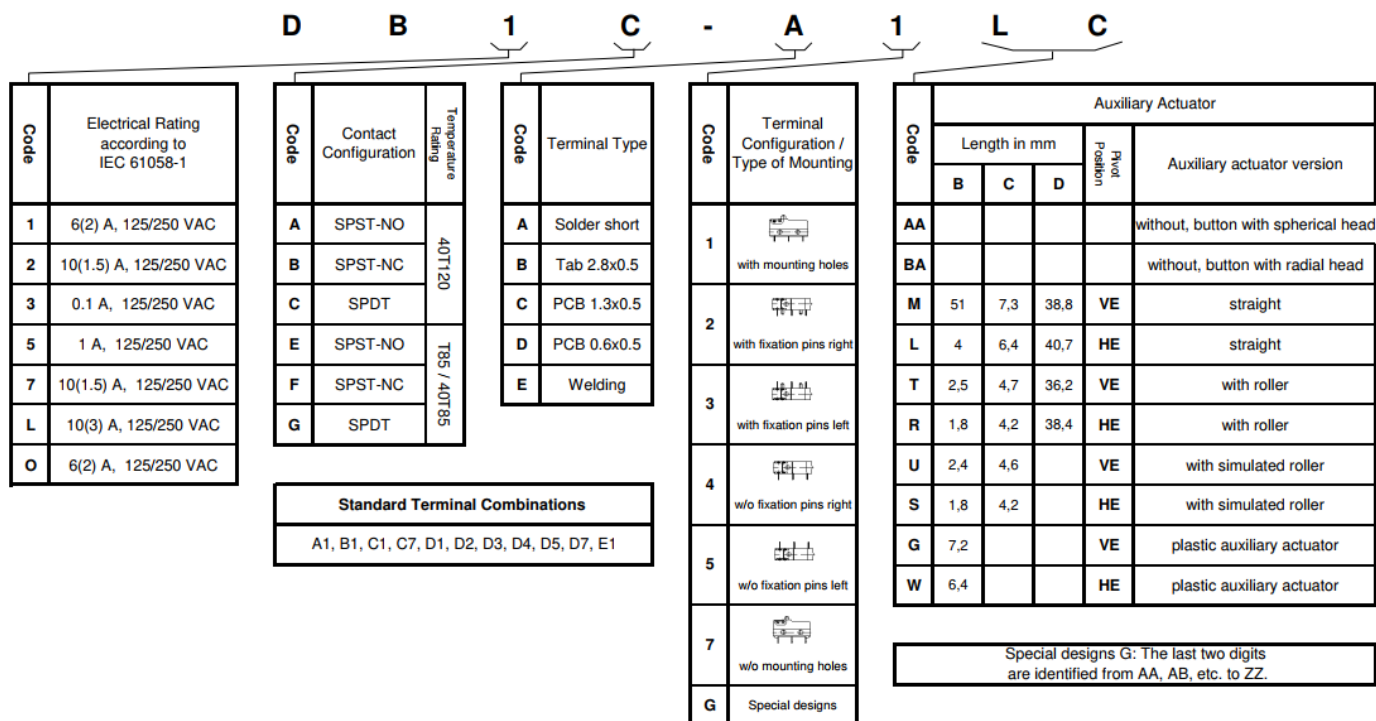 D B 1 C - A 1 L C
Code
Electrical Rating
according to
IEC 61058-1
1 6(2) A, 125/250 VAC
2 10(1.5) A, 125/250 VAC
3 0.1 A, 125/250 VAC
5 1 A, 125/250 VAC
7 10(1.5) A, 125/250 VAC
L 10(3) A, 125/250 VAC
O 6(2) A, 125/250 VAC
Code
Contact
Configuration
Temperature
Rating
A SPST-NO
B SPST-NC
C SPDT
40T120
E SPST-NO
F SPST-NC
G SPDT
T85 / 40T85
Code
Terminal Type
A Solder short
B Tab 2.8x0.5
C PCB 1.3x0.5
D PCB 0.6x0.5
E Welding
Standard Terminal Combinations
A1, B1, C1, C7, D1, D2, D3, D4, D5, D7, E1
Code
Terminal
Configuration /
Type of Mounting
1
with mounting holes
2
with fixation pins right
3
with fixation pins left
4
w/o fixation pins right
5
w/o fixation pins left
7
w/o mounting holes
G Special designs
Code
Auxiliary Actuator
Length in mm
B C D
Pivot
Position
Auxiliary actuator version
AA without, button with spherical head
BA without, button with radial head
M 51 7,3 38,8 VE straight
L 4 6,4 40,7 HE straight
T 2,5 4,7 36,2 VE with roller
R 1,8 4,2 38,4 HE with roller
U 2,4 4,6 VE with simulated roller
S 1,8 4,2 HE with simulated roller
G 7,2 VE plastic auxiliary actuator
W 6,4 HE plastic auxiliary actuator
Special designs G: The last two digits
are identified from AA, AB, etc. to ZZ.